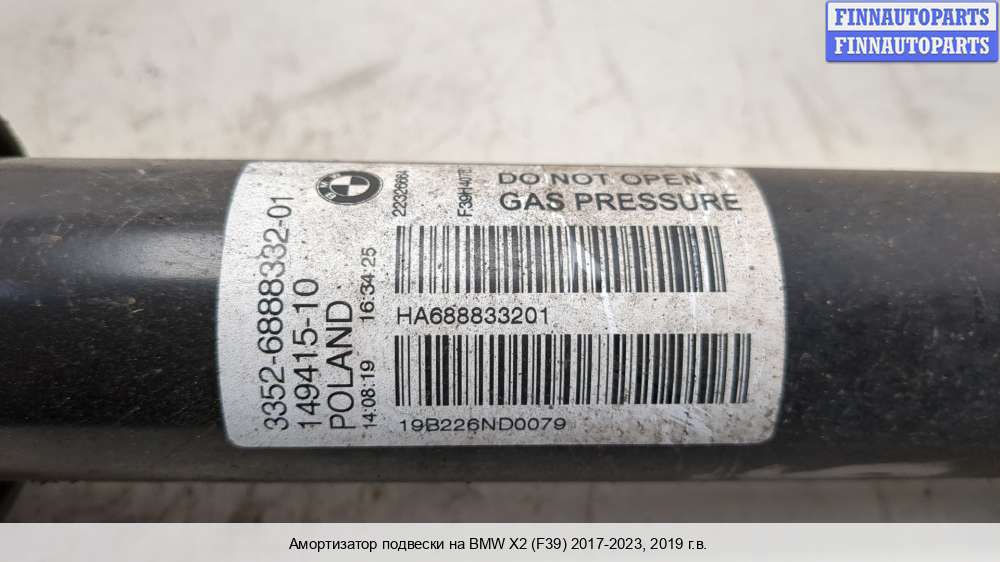 FINNAUTOPARTS
FINNAUTOPARTS
3352-6888332-01
149415-10
POLAND
14:08:19 16:34:25
BMW
DO NOT OPEN
GAS PRESSURE
HA688833201
19B226ND0079
Амортизатор подвески на BMW X2 (F39) 2017-2023, 2019 г.в.